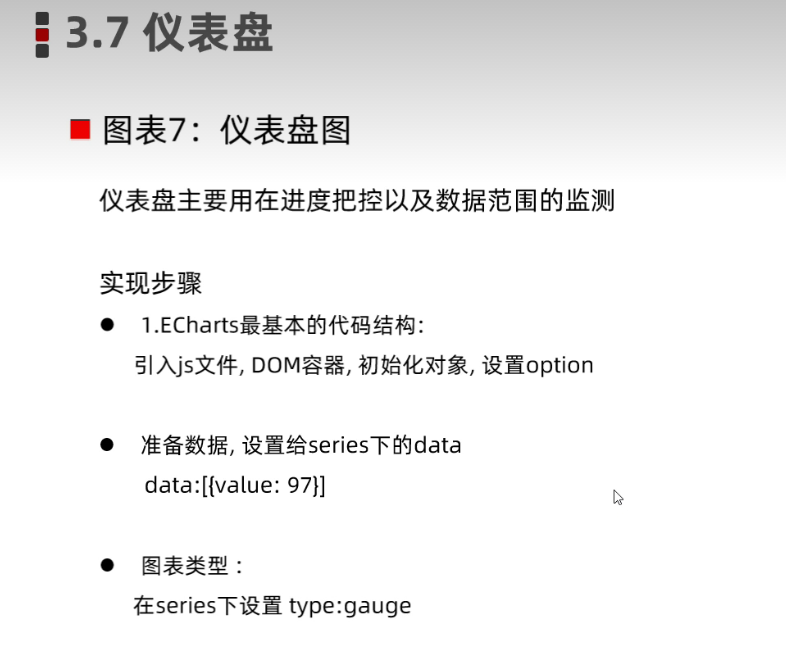 3.7 仪表盘
图表7：仪表盘图
仪表盘主要用在进度把控以及数据范围的监测
实现步骤
● 1.ECharts最基本的代码结构:
引入js文件, DOM容器, 初始化对象, 设置option
● 准备数据, 设置给series下的data
data:[{value: 97}]
● 图表类型：
在series下设置 type:gauge